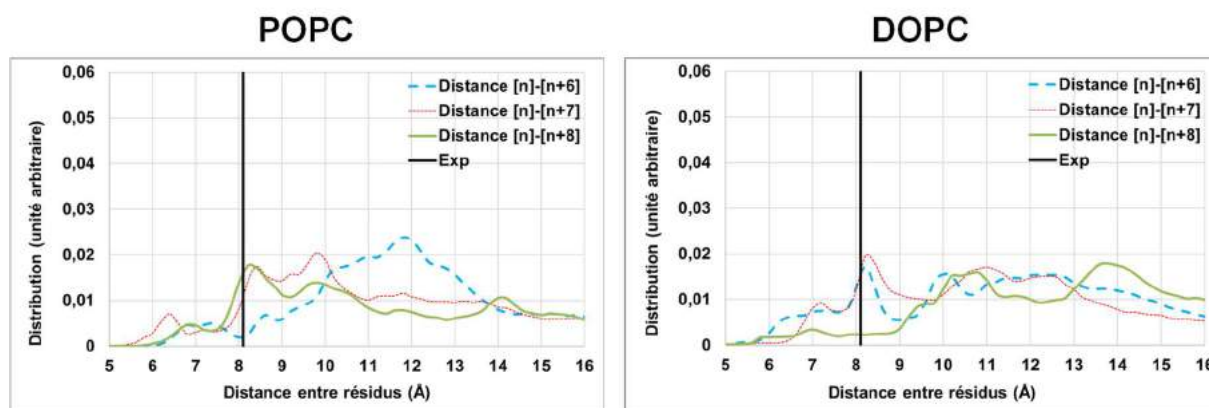 POPC
Distribution (unité arbitraire)
0,06
0,05
0,04
0,03
0,02
0,01
0
5 6 7 8 9 10 11 12 13 14 15 16
Distance entre résidus (Å)
Distance [n]-[n+6]
Distance [n]-[n+7]
Distance [n]-[n+8]
Exp
DOPC
Distribution (unité arbitraire)
0,06
0,05
0,04
0,03
0,02
0,01
0
5 6 7 8 9 10 11 12 13 14 15 16
Distance entre résidus (Å)
Distance [n]-[n+6]
Distance [n]-[n+7]
Distance [n]-[n+8]
Exp